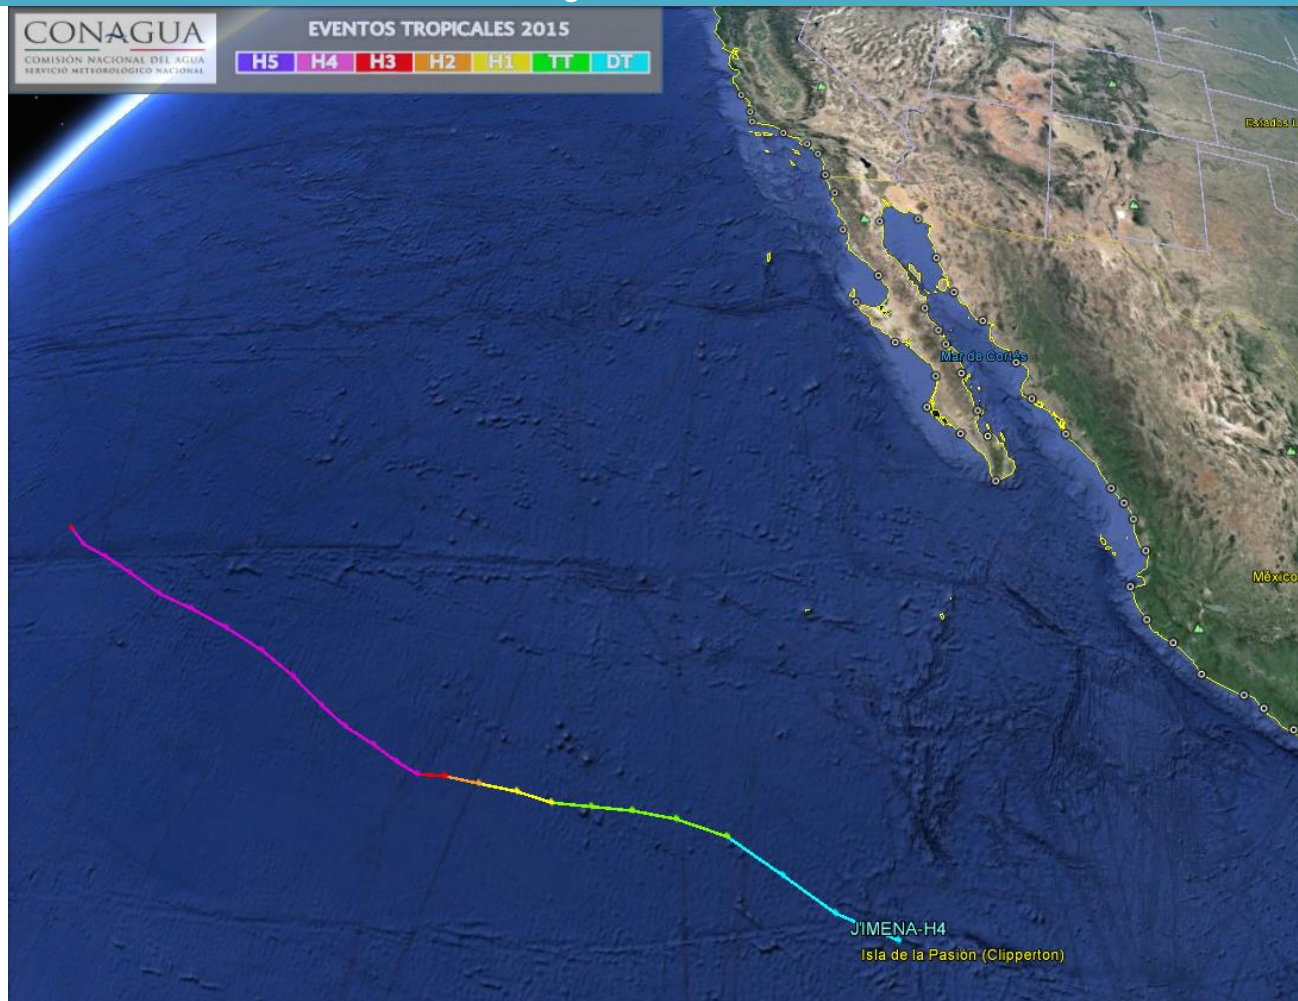 CONAGUA
COMISIÓN NACIONAL DEL AGUA
SERVICIO METEOROLÓGICO NACIONAL
EVENTOS TROPICALES 2015
H5 H4 H3 H2 H1 TT DT
Estados U
Mar de Cortés
México
JIMENA-H4
Isla de la Pasión (Clipperton)